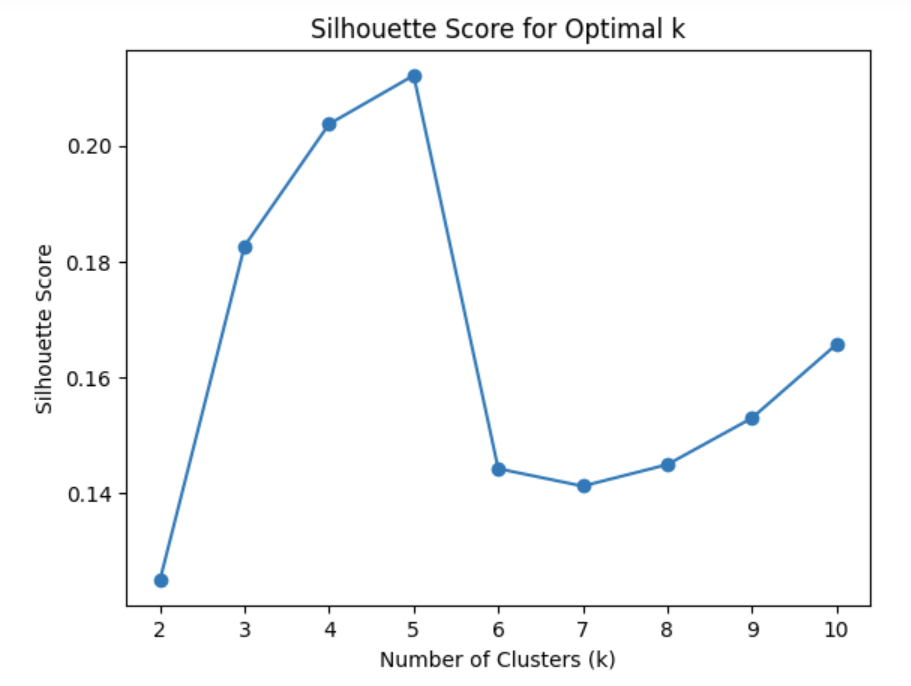 Silhouette Score for Optimal k
0.20
0.18
0.16
0.14
Silhouette Score
2 3 4 5 6 7 8 9 10
Number of Clusters (k)